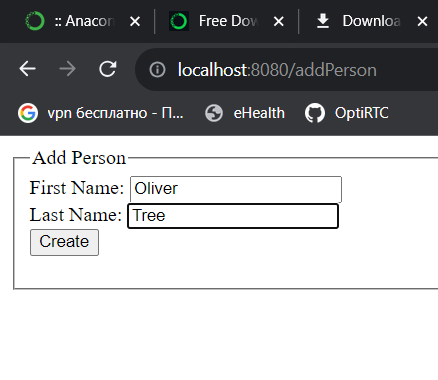 :: Anacon
Free Dow
Downloa
localhost:8080/addPerson
vpn бесплатно - П...
eHealth
OptiRTC
Add Person
First Name: Oliver
Last Name: Tree
Create